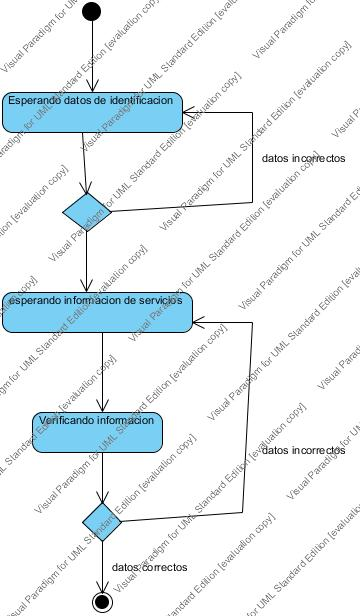 Esperando datos de identificacion
datos incorrectos
esperando informacion de servicios
Verificando informacion
datos incorrectos
datos correctos
Visual Paradigm for UML Standard Edition [evaluation copy]